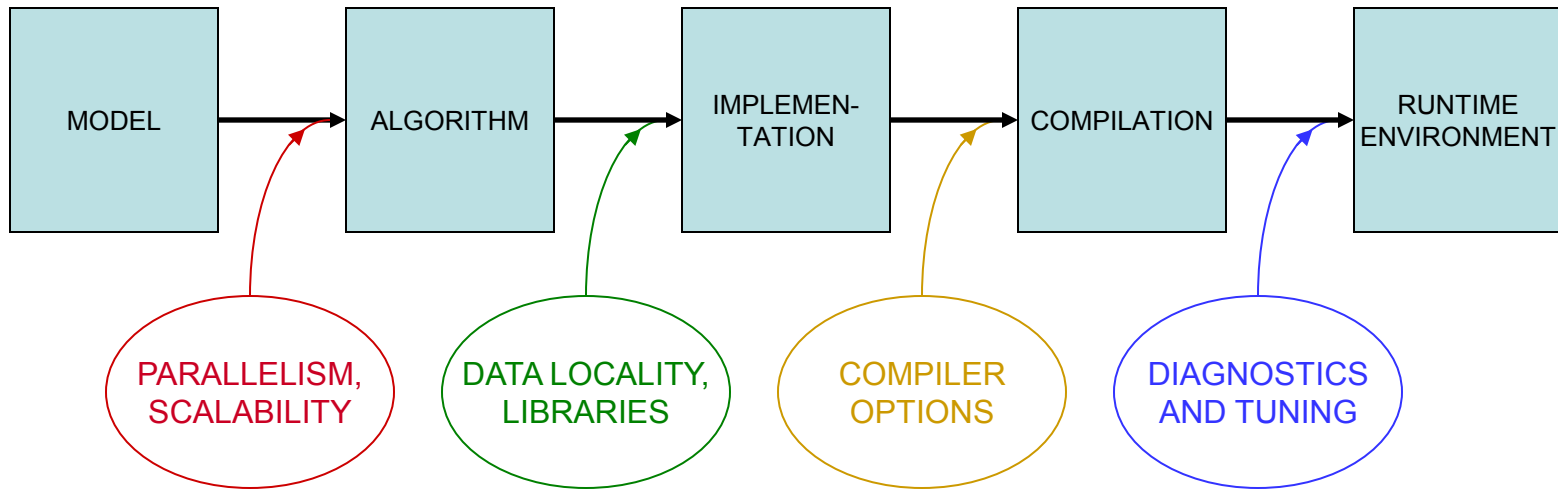 MODEL
ALGORITHM
IMPLEMEN-
TATION
COMPILATION
RUNTIME
ENVIRONMENT
PARALLELISM,
SCALABILITY
DATA LOCALITY,
LIBRARIES
COMPILER
OPTIONS
DIAGNOSTICS
AND TUNING